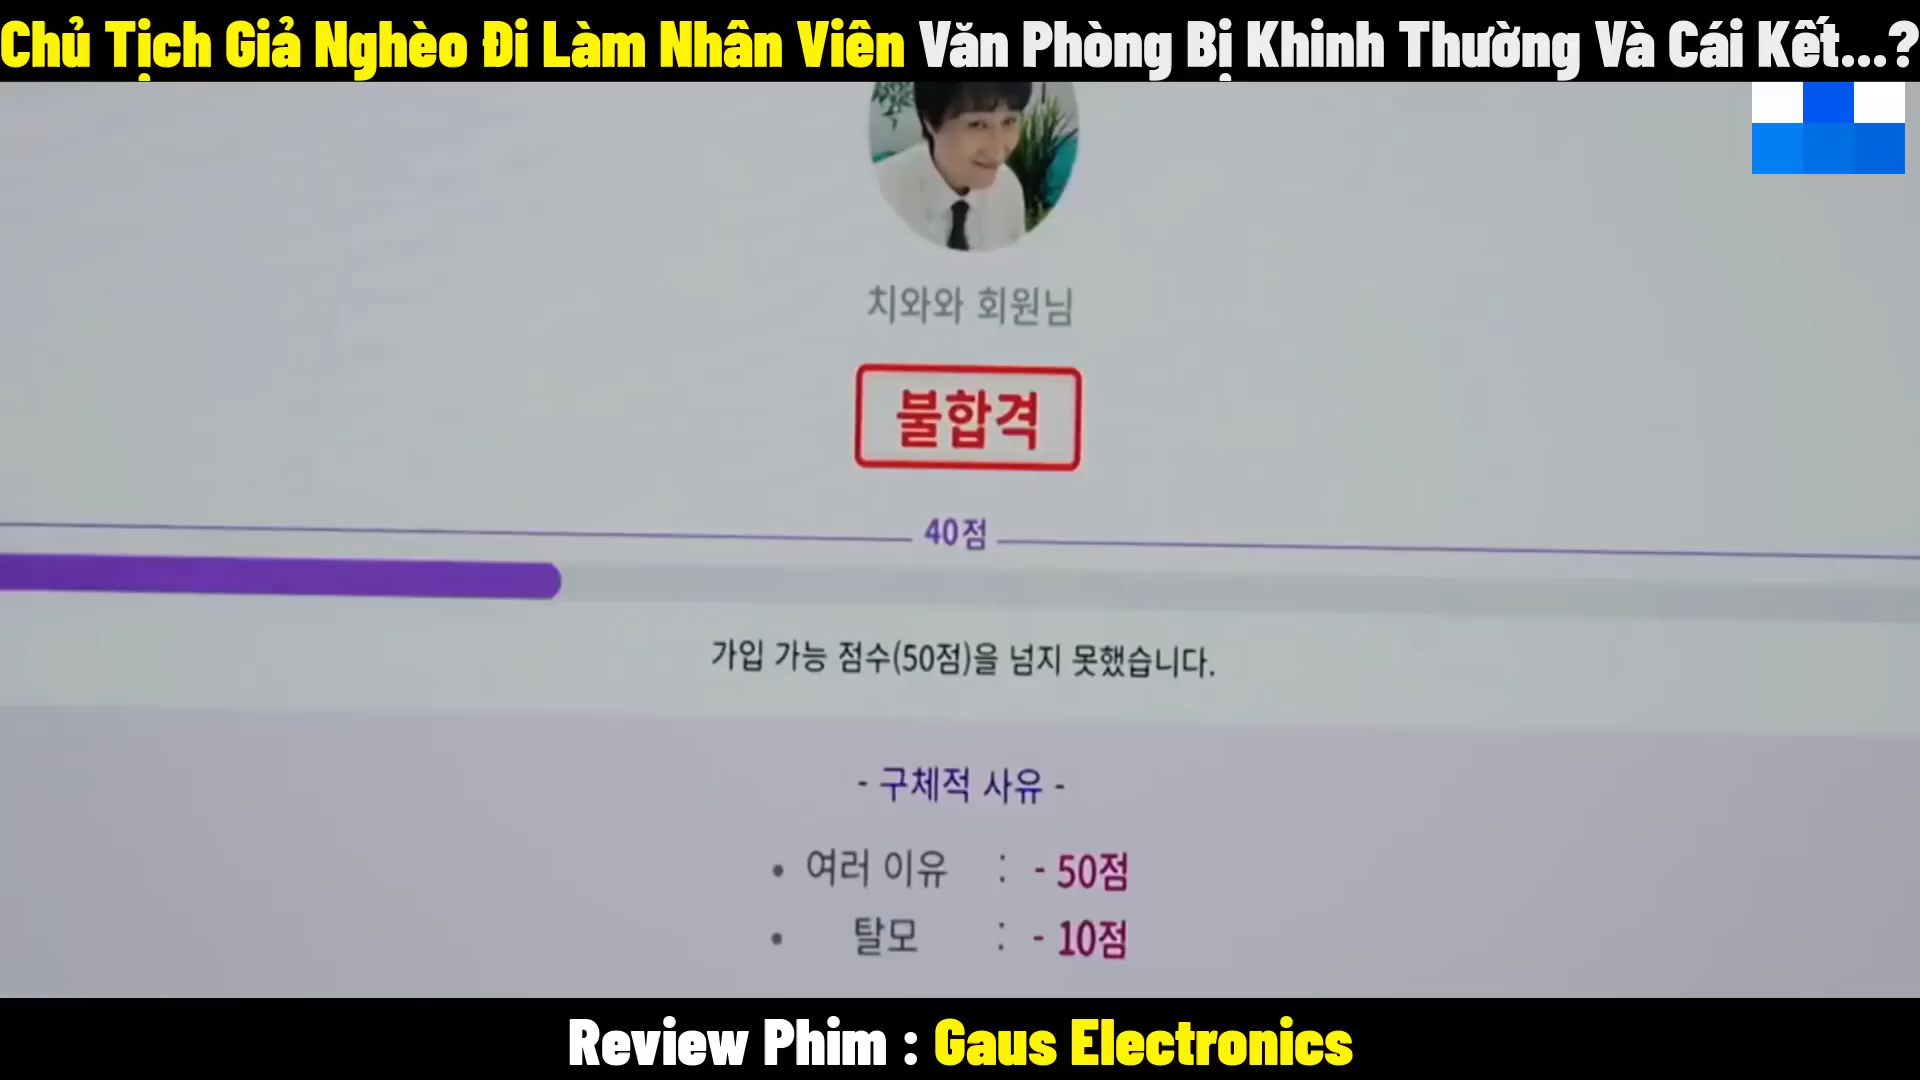 Chủ Tịch Giả Nghèo Đi Làm Nhân Viên Văn Phòng Bị Khinh Thường Và Cái Kết...?
치와와 회원님
불합격
40점
가입 가능 점수(50점)을 넘지 못했습니다.
- 구체적 사유 -
• 여러 이유 : - 50점
• 탈모 : - 10점
Review Phim : Gaus Electronics